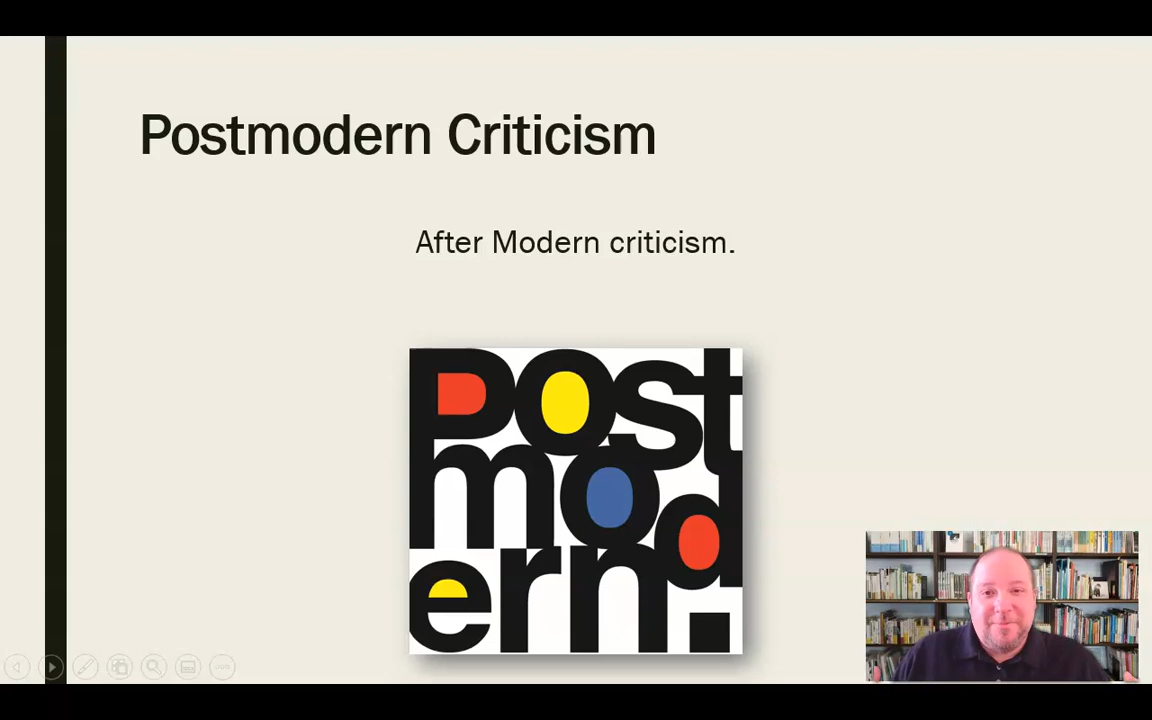 Postmodern Criticism
After Modern criticism.
Post
mod
ern.